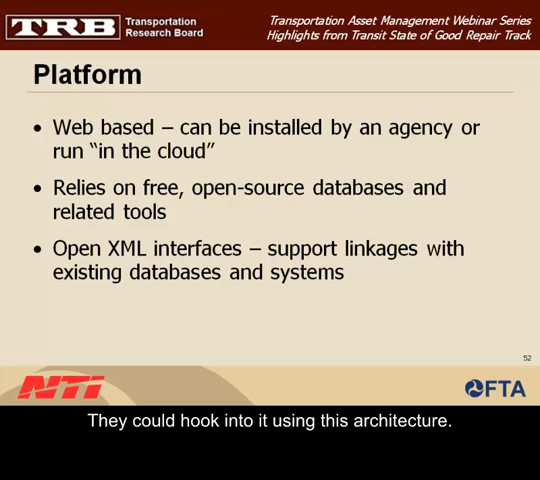 TRB
Transportation
Research Board
Transportation Asset Management Webinar Series
Highlights from Transit State of Good Repair Track
Platform
• Web based – can be installed by an agency or
run “in the cloud”
• Relies on free, open-source databases and
related tools
• Open XML interfaces – support linkages with
existing databases and systems
52
NTI
FTA
They could hook into it using this architecture.